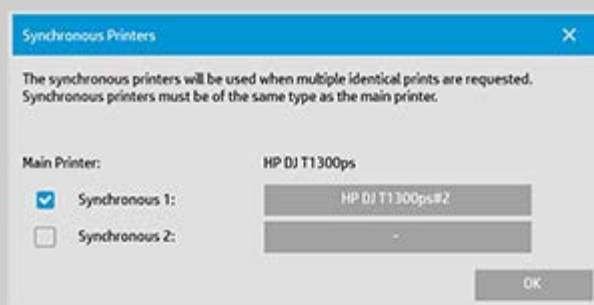 Synchronous Printers
The synchronous printers will be used when multiple identical prints are requested.
Synchronous printers must be of the same type as the main printer.
Main Printer: HP DJ T1300ps
Synchronous 1: HP DJ T1300ps#2
Synchronous 2: -
OK